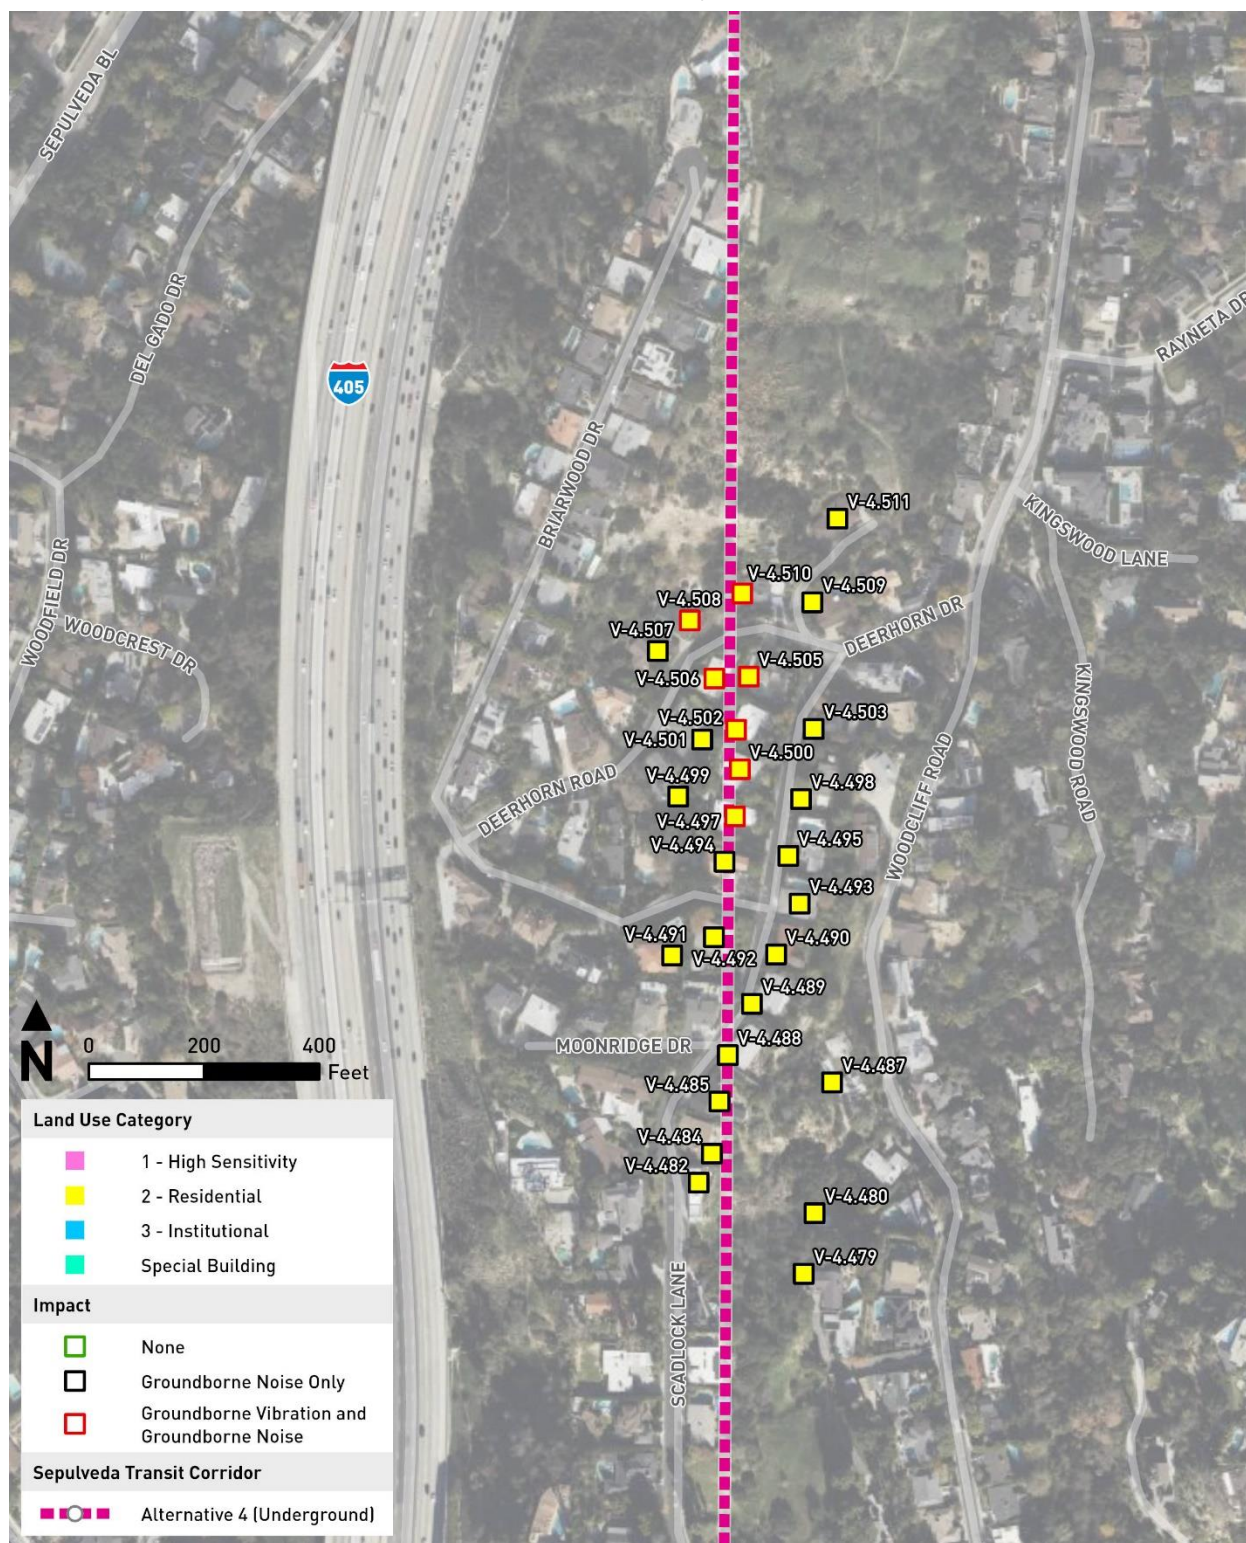 SEPULVEDA BL
DEL GADO DR
405
RAYNETA DR
BRIARWOOD DR
V-4.511
KINGSWOOD LANE
WOODFIELD DR
V-4.510
V-4.509
V-4.508
DEERHORN DR
WOODCREST DR
V-4.507
V-4.505
V-4.506
KINGSWOOD ROAD
V-4.502
V-4.503
V-4.501
V-4.500
V-4.499
V-4.498
DEERHORN ROAD
WOODCLIFF ROAD
V-4.497
V-4.494
V-4.495
V-4.493
V-4.491
V-4.490
V-4.492
V-4.489
N
0 200 400
Feet
MOONRIDGE DR
V-4.488
V-4.487
V-4.485
V-4.484
V-4.482
V-4.480
V-4.479
SCADLOCK LANE
Land Use Category
1 - High Sensitivity
2 - Residential
3 - Institutional
Special Building
Impact
None
Groundborne Noise Only
Groundborne Vibration and
Groundborne Noise
Sepulveda Transit Corridor
Alternative 4 (Underground)